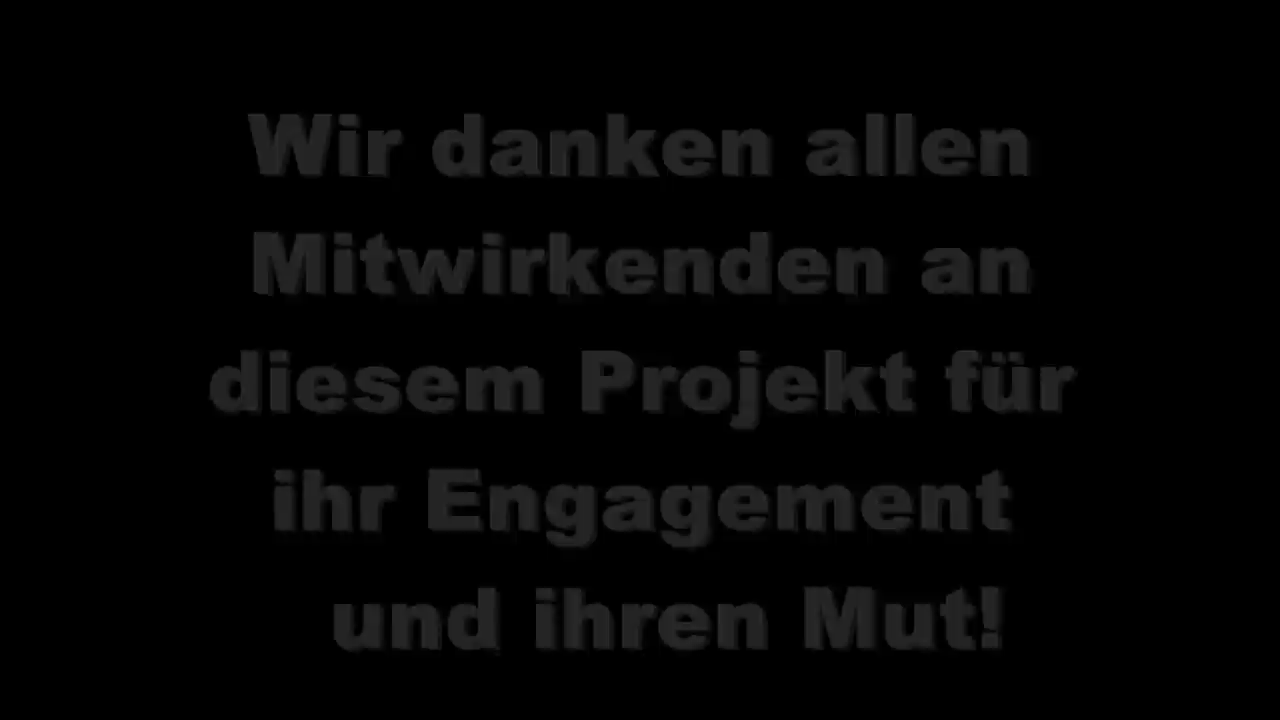 Wir danken allen
Mitwirkenden an
diesem Projekt für
ihr Engagement
und ihren Mut!